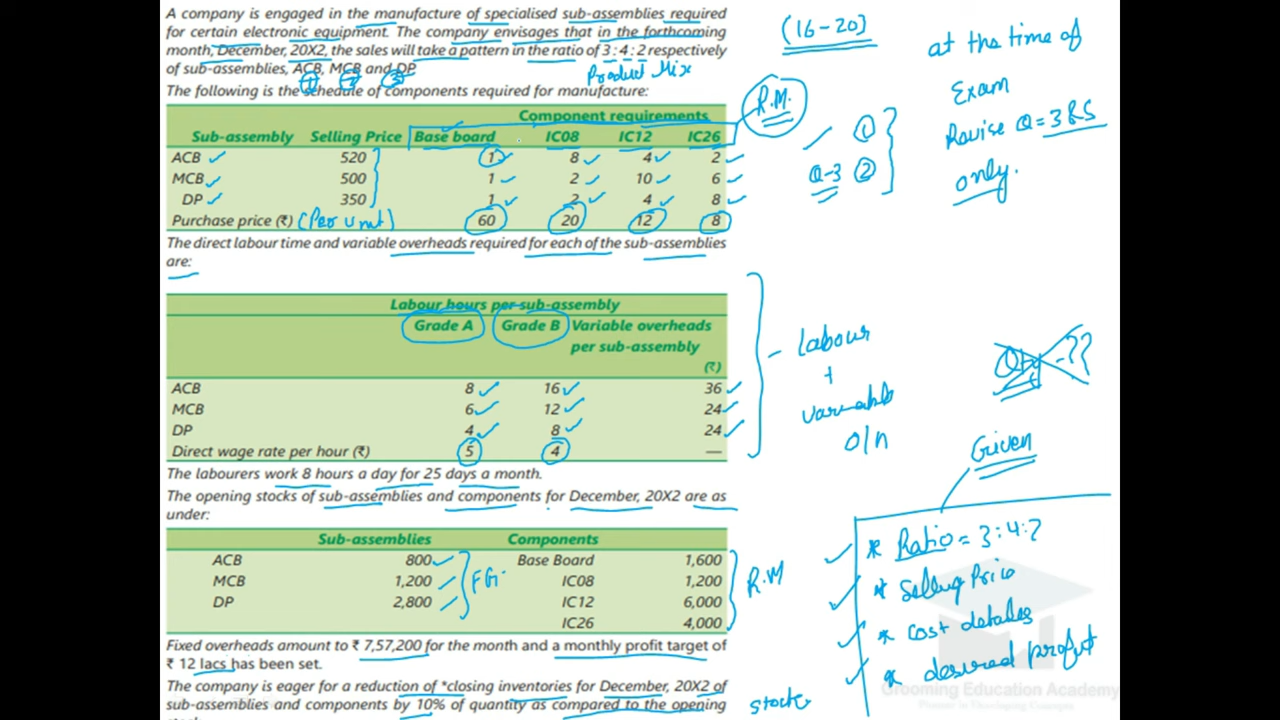 A company is engaged in the manufacture of specialised sub-assemblies required
for certain electronic equipment. The company envisages that in the forthcoming
month, December, 20X2, the sales will take a pattern in the ratio of 3 : 4 : 2 respectively
of sub-assemblies, ACB, MCB and DP.
① ② ③ Product Mix
The following is the schedule of components required for manufacture:
Component requirements
Sub-assembly Selling Price Base board IC08 IC12 IC26
ACB 520 1 8 4 2
MCB 500 1 2 10 6
DP 350 1 2 4 8
Purchase price (₹) (Per unit) 60 20 12 8
The direct labour time and variable overheads required for each of the sub-assemblies
are:
Labour hours per sub-assembly
Grade A Grade B Variable overheads
per sub-assembly
(₹)
ACB 8 16 36
MCB 6 12 24
DP 4 8 24
Direct wage rate per hour (₹) 5 4 —
The labourers work 8 hours a day for 25 days a month.
The opening stocks of sub-assemblies and components for December, 20X2 are as
under:
Sub-assemblies Components
ACB 800 Base Board 1,600
MCB 1,200 IC08 1,200
DP 2,800 IC12 6,000
IC26 4,000
FG
R.M
Fixed overheads amount to ₹ 7,57,200 for the month and a monthly profit target of
₹ 12 lacs has been set.
The company is eager for a reduction of *closing inventories for December, 20X2 of
sub-assemblies and components by 10% of quantity as compared to the opening
stock
(16-20)
R.M.
①
Q-3 ②
at the time of
Exam
Revise Q=3&5
only.
Labour
+
variable
o/h
Qty -??
Given
* Ratio = 3:4:2
* Selling Price
* Cost details
* desired profit
Grooming Education Academy